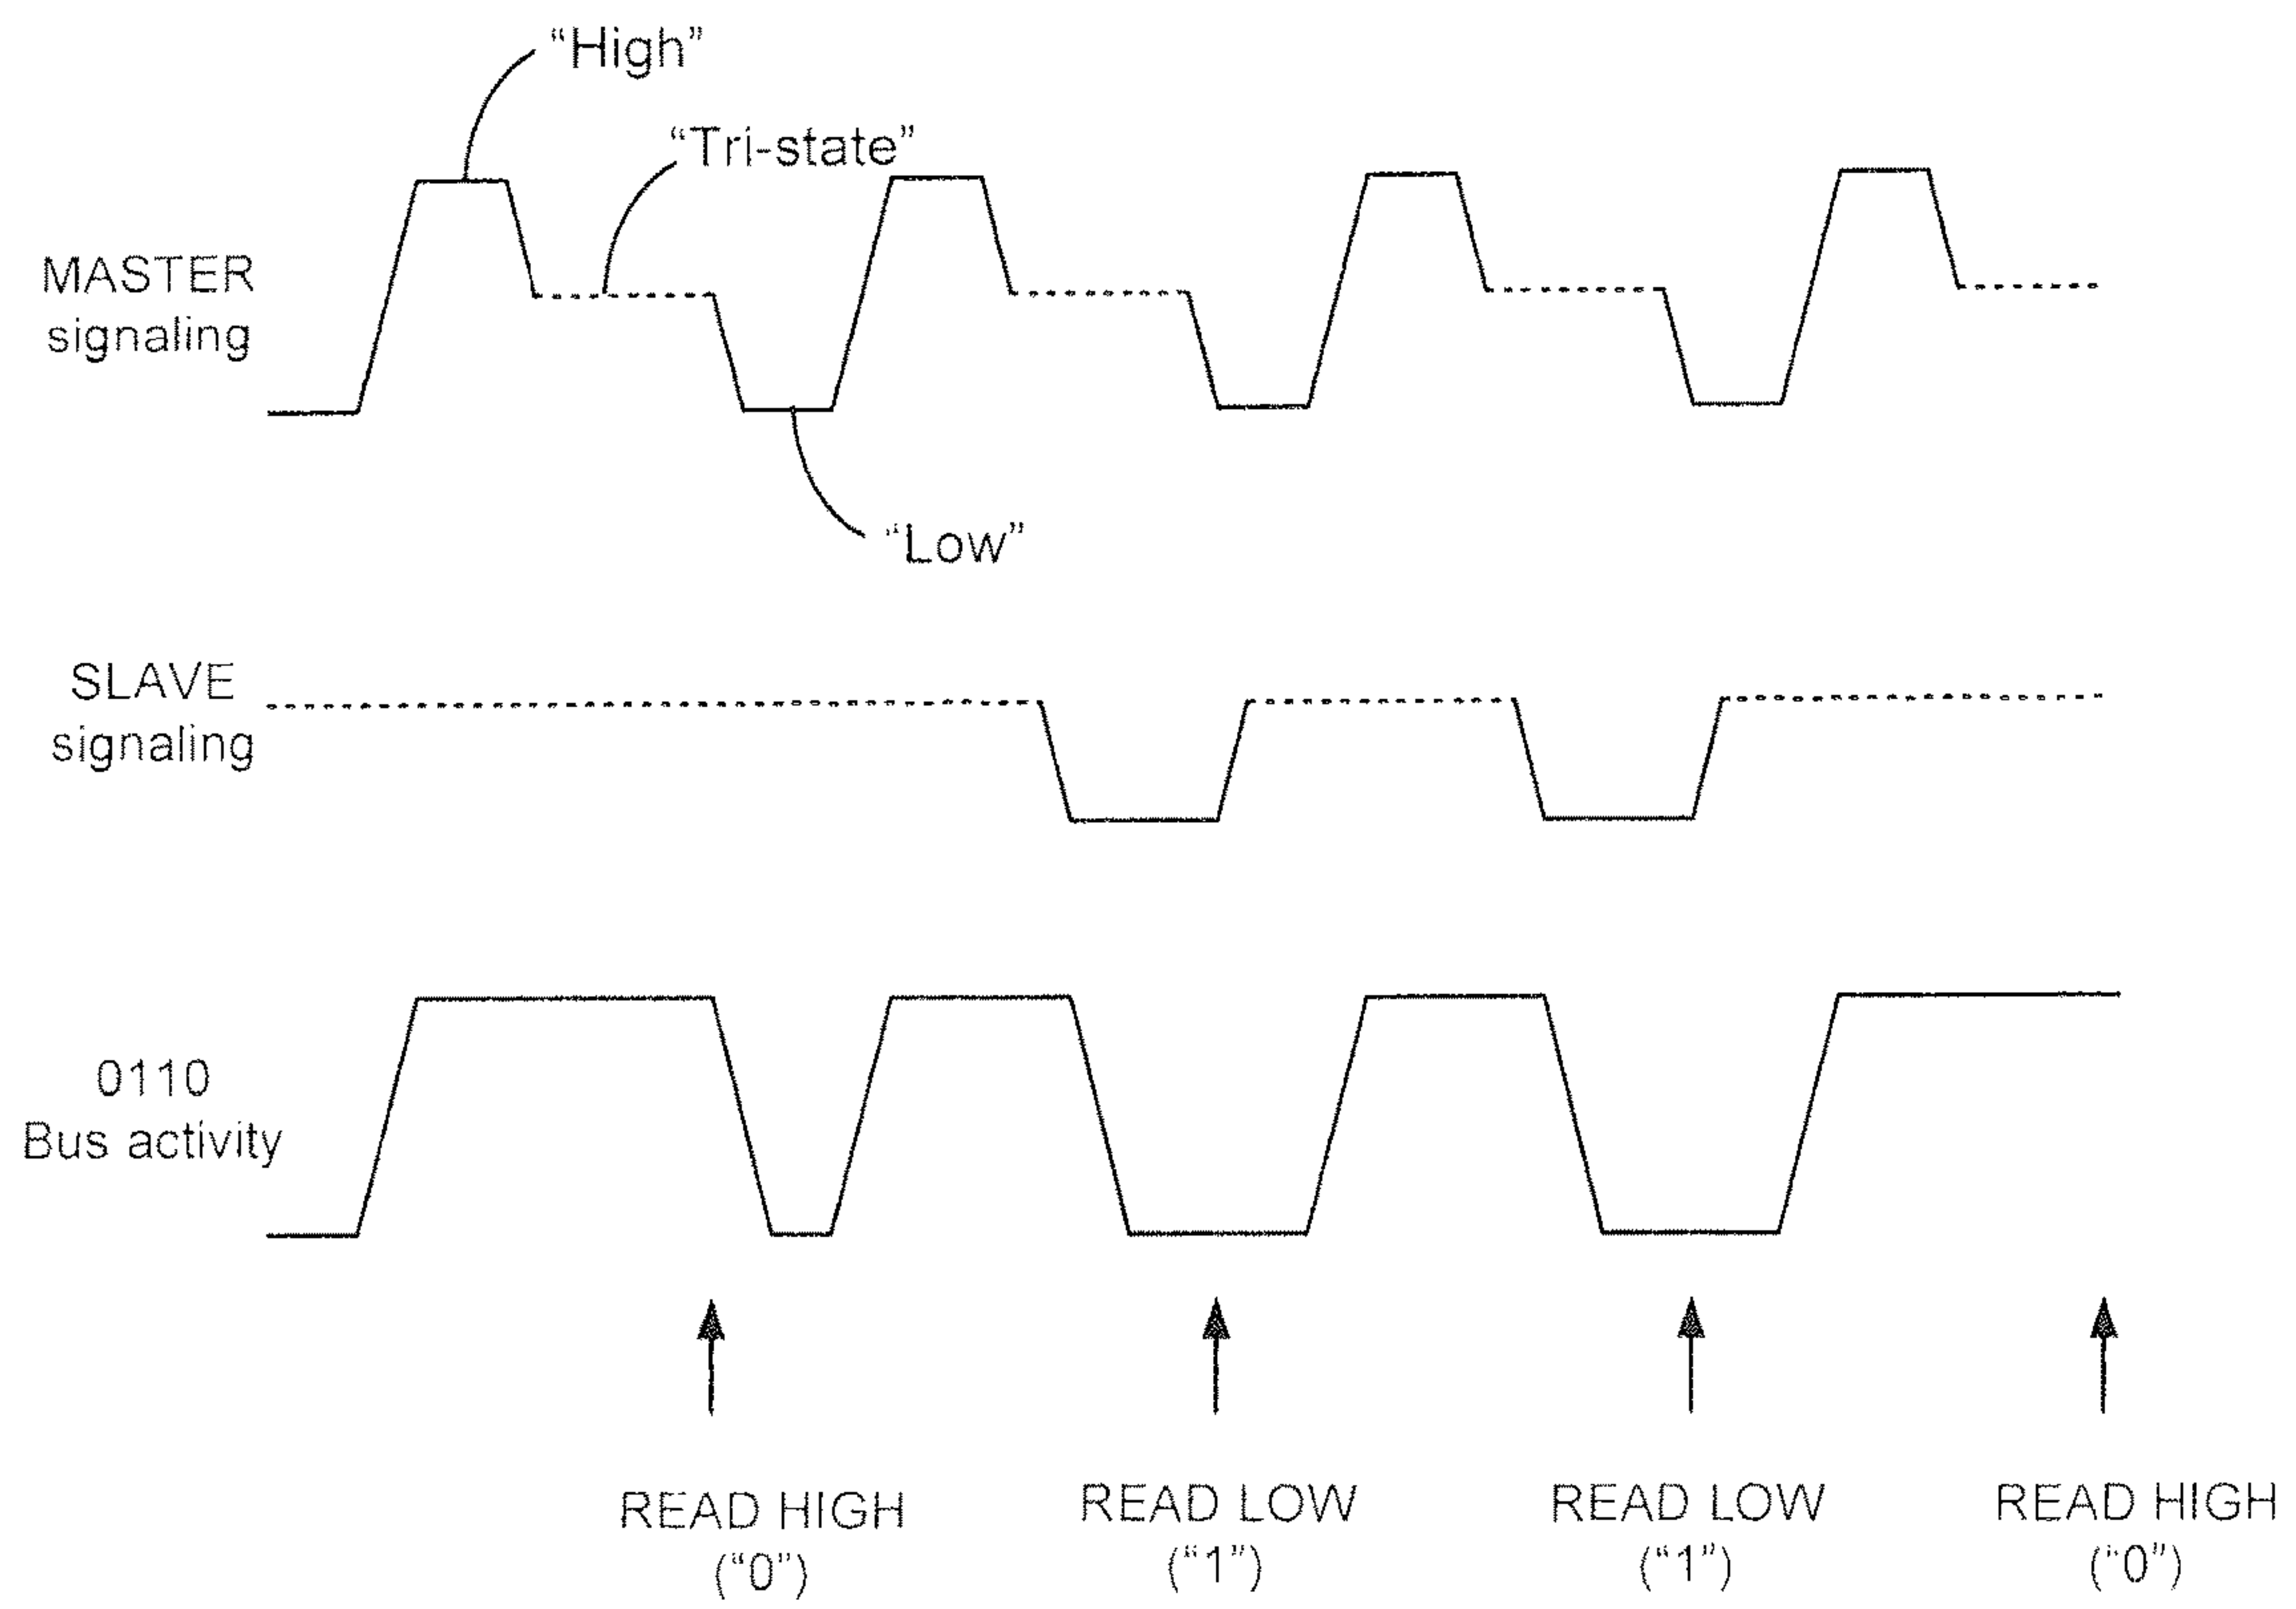 “High”
“Tri-state”
MASTER
signaling
“Low”
SLAVE
signaling
0110
Bus activity
READ HIGH
(“0”)
READ LOW
(“1”)
READ LOW
(“1”)
READ HIGH
(“0”)